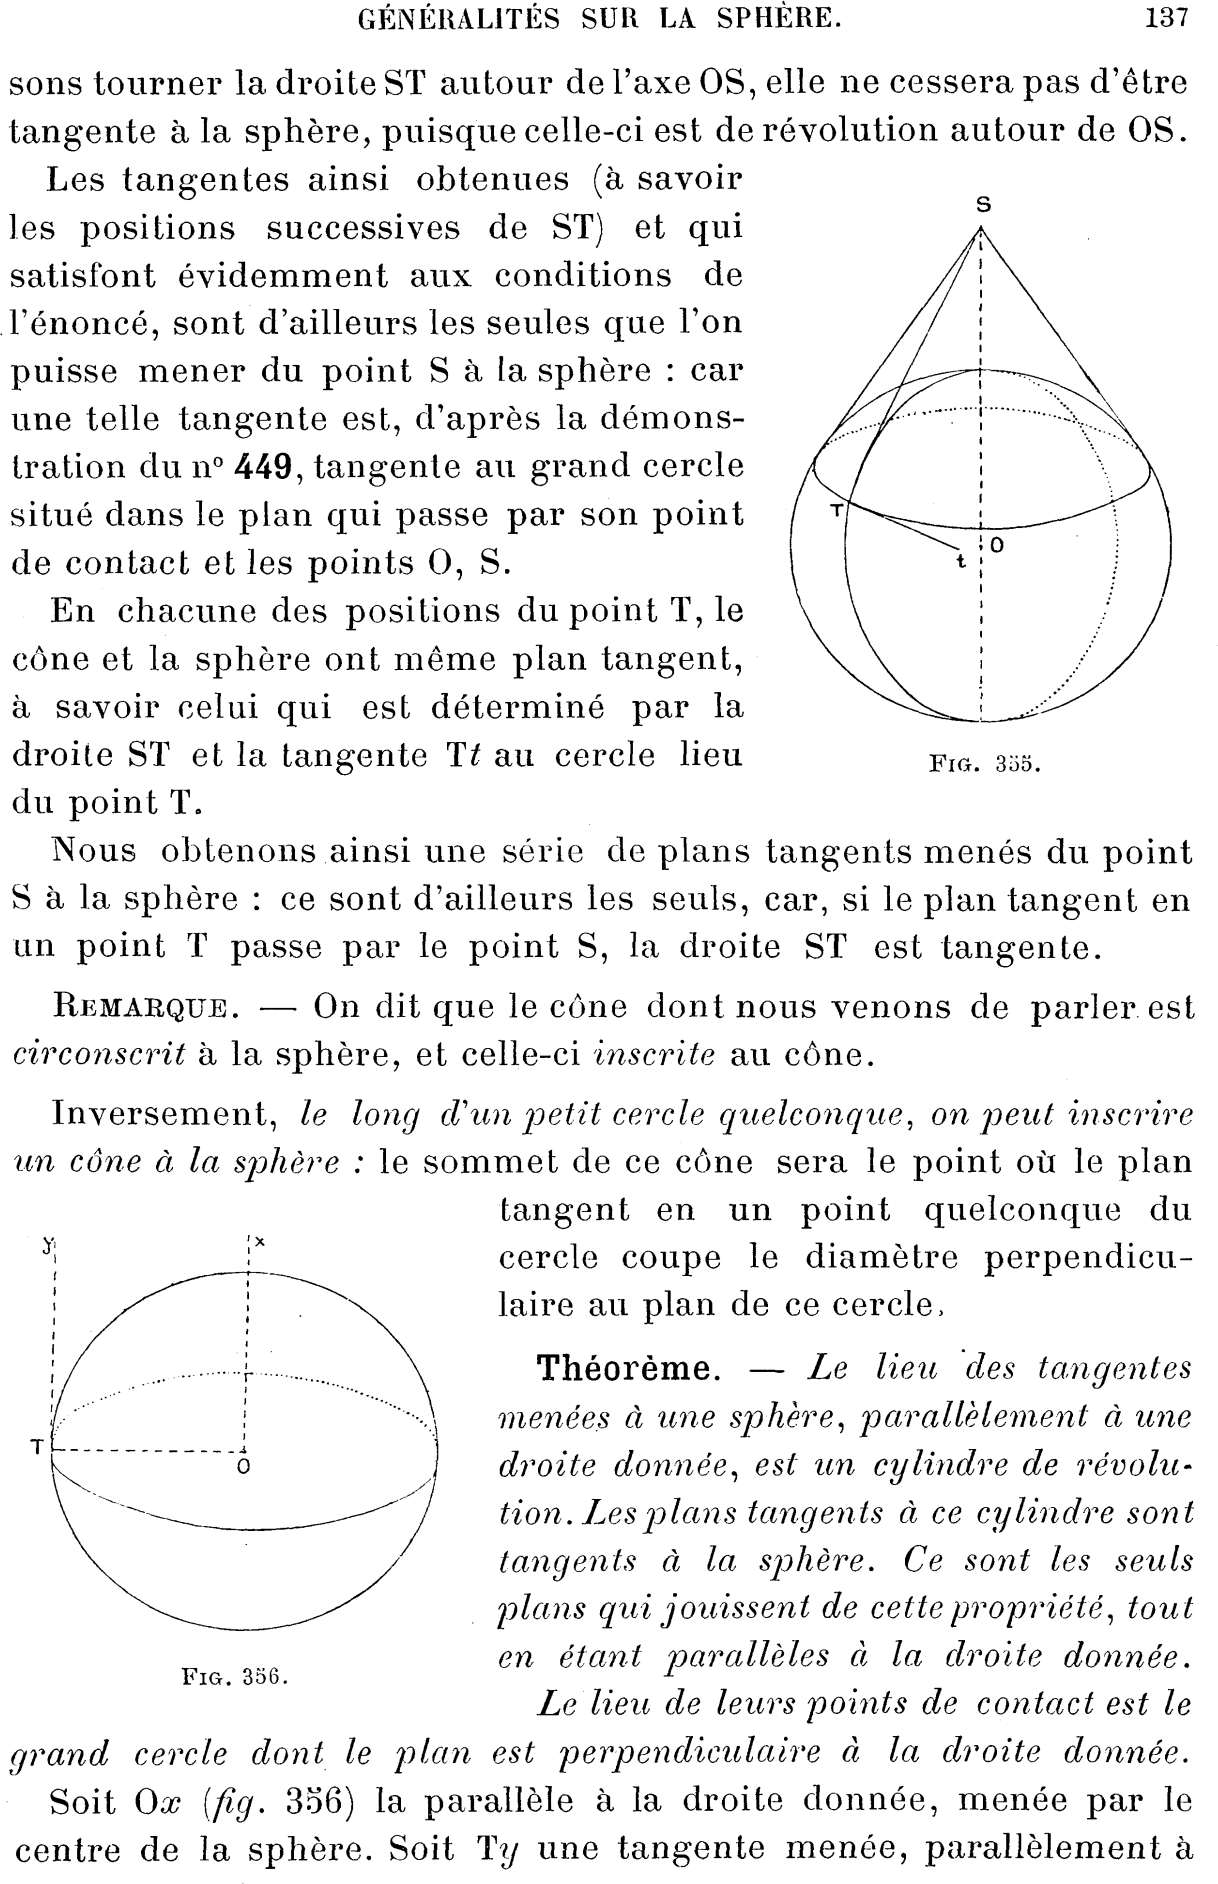 GÉNÉRALITÉS SUR LA SPHÈRE. 137
sons tourner la droite ST autour de l'axe OS, elle ne cessera pas d'être
tangente à la sphère, puisque celle-ci est de révolution autour de OS.
Les tangentes ainsi obtenues (à savoir
les positions successives de ST) et qui
satisfont évidemment aux conditions de
l'énoncé, sont d'ailleurs les seules que l'on
puisse mener du point S à la sphère : car
une telle tangente est, d'après la démons-
tration du nº 449, tangente au grand cercle
situé dans le plan qui passe par son point
de contact et les points O, S.
En chacune des positions du point T, le
cône et la sphère ont même plan tangent,
à savoir celui qui est déterminé par la
droite ST et la tangente Tt au cercle lieu
du point T.
S
T
O
t
FIG. 355.
Nous obtenons ainsi une série de plans tangents menés du point
S à la sphère : ce sont d'ailleurs les seuls, car, si le plan tangent en
un point T passe par le point S, la droite ST est tangente.
REMARQUE. — On dit que le cône dont nous venons de parler est
circonscrit à la sphère, et celle-ci inscrite au cône.
Inversement, le long d'un petit cercle quelconque, on peut inscrire
un cône à la sphère : le sommet de ce cône sera le point où le plan
tangent en un point quelconque du
cercle coupe le diamètre perpendicu-
laire au plan de ce cercle,
y
x
T
O
FIG. 356.
Théorème. — Le lieu des tangentes
menées à une sphère, parallèlement à une
droite donnée, est un cylindre de révolu-
tion. Les plans tangents à ce cylindre sont
tangents à la sphère. Ce sont les seuls
plans qui jouissent de cette propriété, tout
en étant parallèles à la droite donnée.
Le lieu de leurs points de contact est le
grand cercle dont le plan est perpendiculaire à la droite donnée.
Soit Ox (fig. 356) la parallèle à la droite donnée, menée par le
centre de la sphère. Soit Ty une tangente menée, parallèlement à